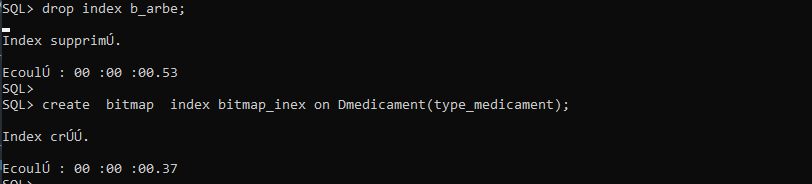 SQL> drop index b_arbe;
Index supprimÚ.
EcoulÚ : 00 :00 :00.53
SQL>
SQL> create  bitmap  index bitmap_inex on Dmedicament(type_medicament);
Index crÚÚ.
EcoulÚ : 00 :00 :00.37
SQL>